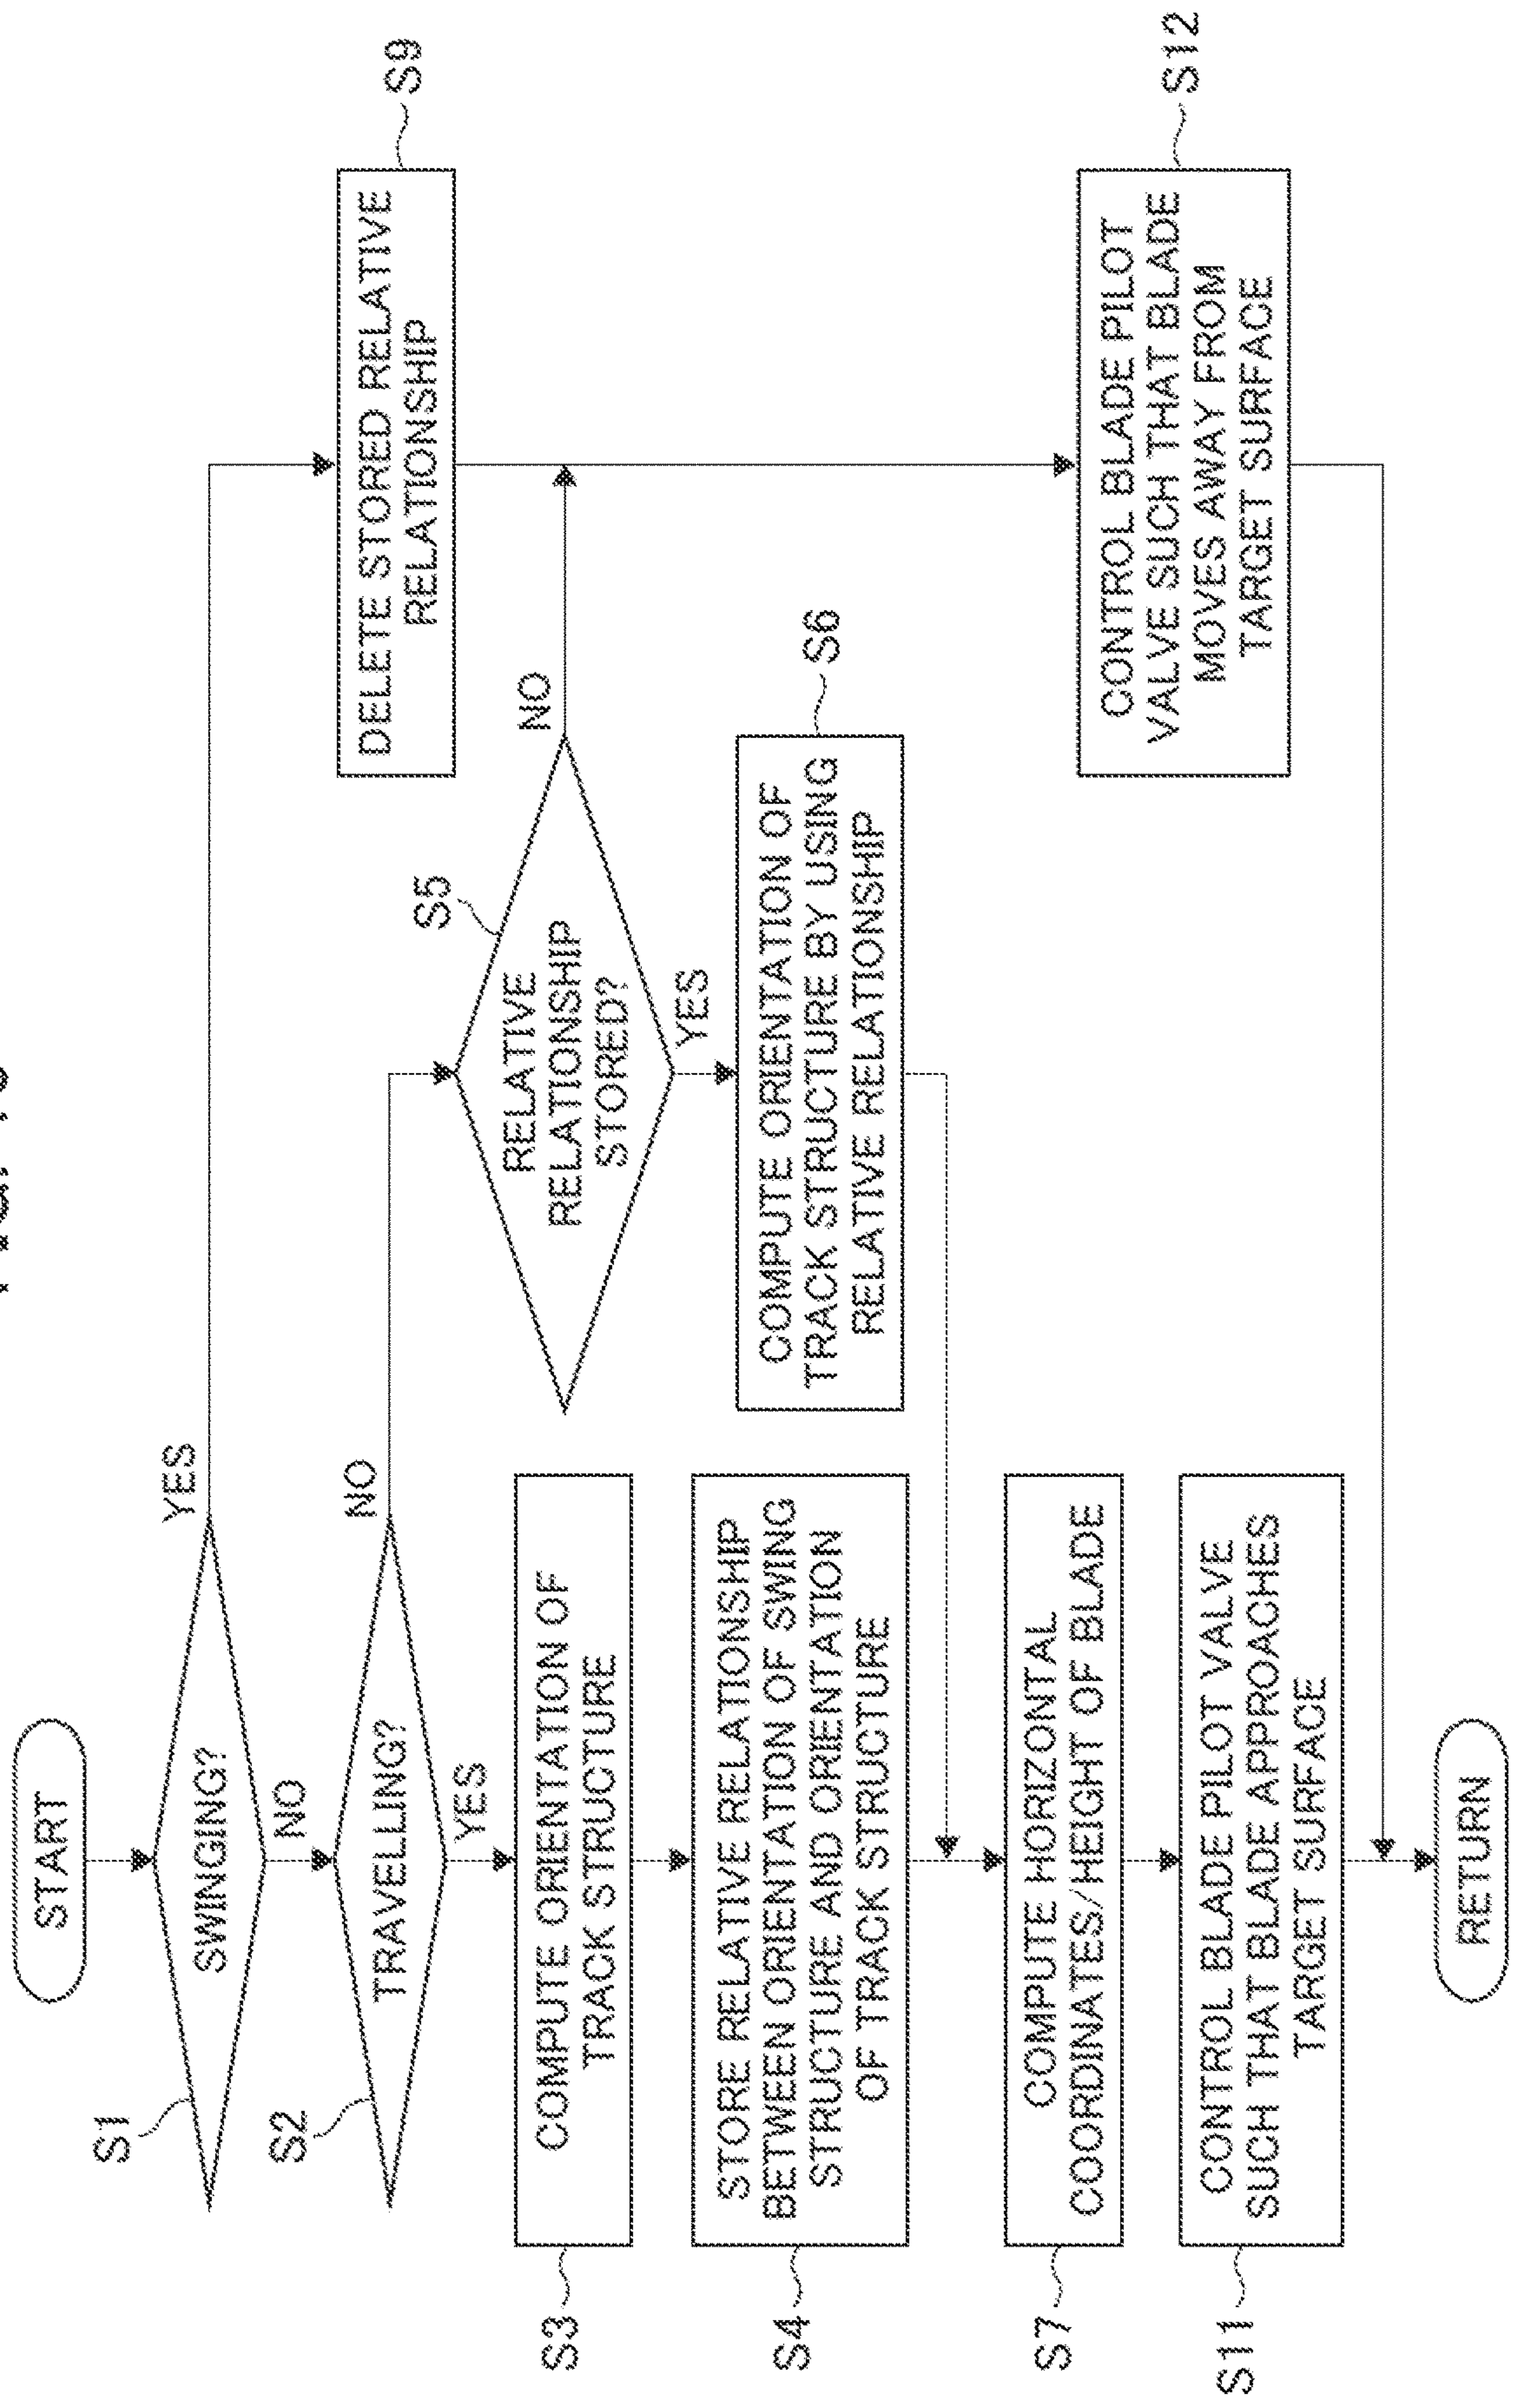 START
S1
SWINGING?
YES
NO
S2
TRAVELLING?
NO
YES
S3
COMPUTE ORIENTATION OF
TRACK STRUCTURE
S4
STORE RELATIVE RELATIONSHIP
BETWEEN ORIENTATION OF SWING
STRUCTURE AND ORIENTATION
OF TRACK STRUCTURE
S5
RELATIVE
RELATIONSHIP
STORED?
NO
YES
S6
COMPUTE ORIENTATION OF
TRACK STRUCTURE BY USING
RELATIVE RELATIONSHIP
S7
COMPUTE HORIZONTAL
COORDINATES/HEIGHT OF BLADE
S9
DELETE STORED RELATIVE
RELATIONSHIP
S11
CONTROL BLADE PILOT VALVE
SUCH THAT BLADE APPROACHES
TARGET SURFACE
S12
CONTROL BLADE PILOT
VALVE SUCH THAT BLADE
MOVES AWAY FROM
TARGET SURFACE
RETURN